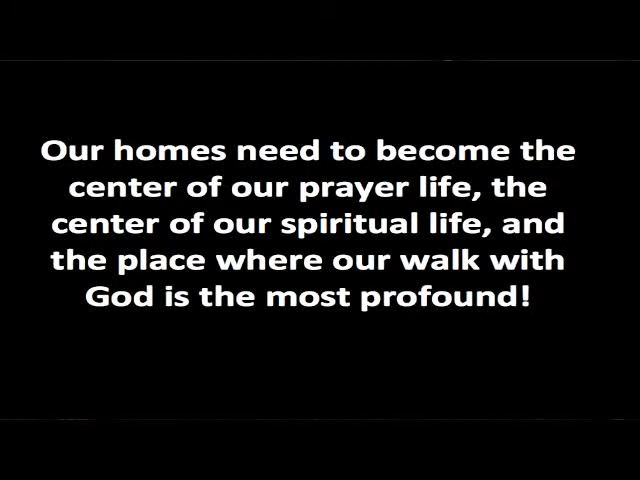 Our homes need to become the
center of our prayer life, the
center of our spiritual life, and
the place where our walk with
God is the most profound!